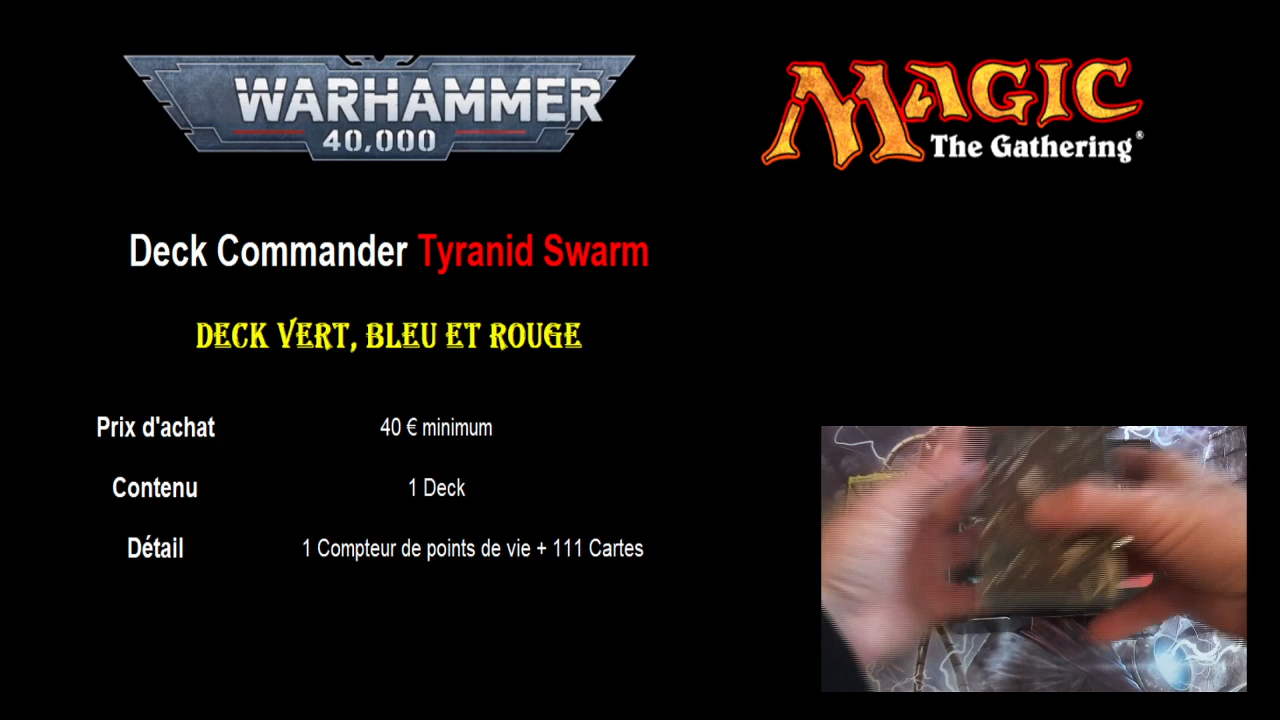 WARHAMMER
40,000
MAGIC
The Gathering®
Deck Commander Tyranid Swarm
DECK VERT, BLEU ET ROUGE
Prix d'achat 40 € minimum
Contenu 1 Deck
Détail 1 Compteur de points de vie + 111 Cartes